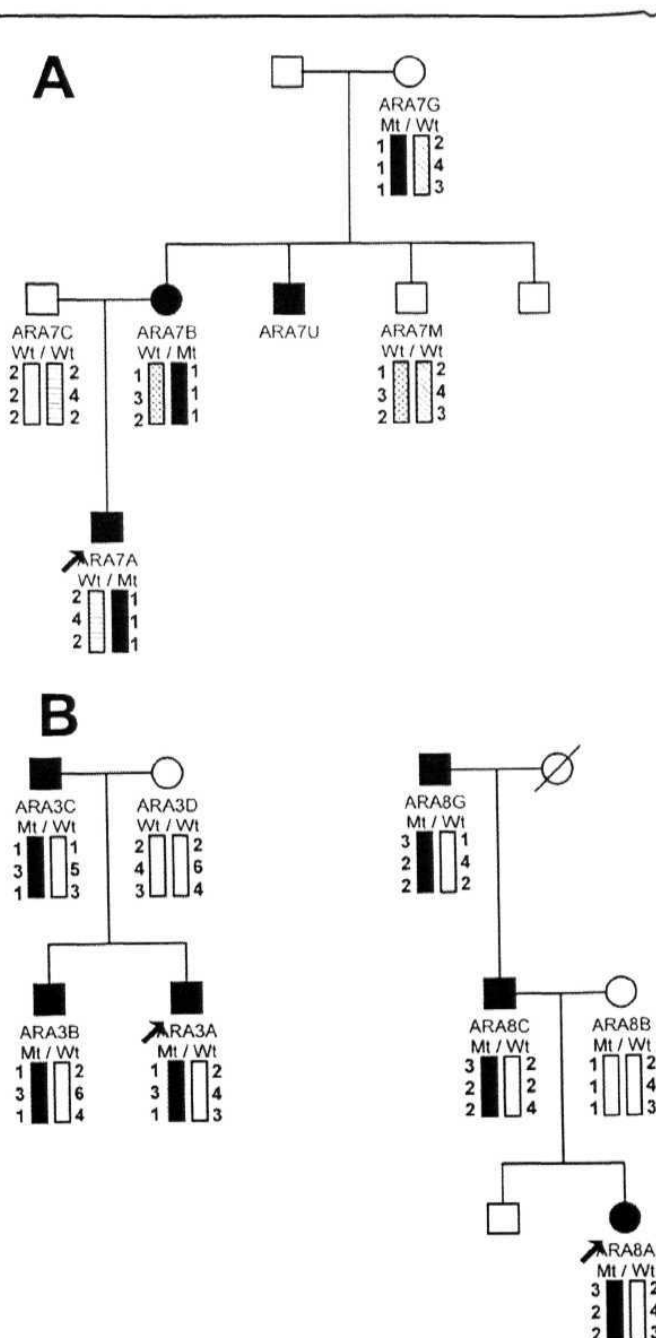 A
ARA7G
Mt / Wt
1 2
1 4
1 3
ARA7C ARA7B ARA7U ARA7M
Wt / Wt Wt / Mt Wt / Wt
2 2 1 1 1 2
2 4 3 1 3 4
2 2 2 1 2 3
ARA7A
Wt / Mt
2 1
4 1
2 1
B
ARA3C ARA3D ARA8G
Mt / Wt Wt / Wt Mt / Wt
1 1 2 2 3 1
3 5 4 6 2 4
1 3 3 4 2 2
ARA3B ARA3A ARA8C ARA8B
Mt / Wt Mt / Wt Mt / Wt Mt / Wt
1 2 1 2 3 2 1 2
3 6 3 4 2 2 1 4
1 4 1 3 2 4 1 3
ARA8A
Mt / Wt
3 2
2 4
2 3